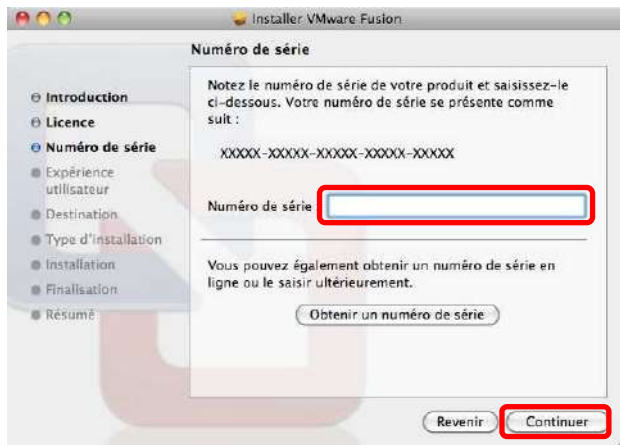 Installer VMware Fusion
Numéro de série
Introduction
Licence
Numéro de série
Expérience
utilisateur
Destination
Type d'installation
Installation
Finalisation
Résumé
Notez le numéro de série de votre produit et saisissez-le
ci-dessous. Votre numéro de série se présente comme
suit :
XXXXX-XXXXX-XXXXX-XXXXX-XXXXX
Numéro de série :
Vous pouvez également obtenir un numéro de série en
ligne ou le saisir ultérieurement.
Obtenir un numéro de série
Revenir
Continuer